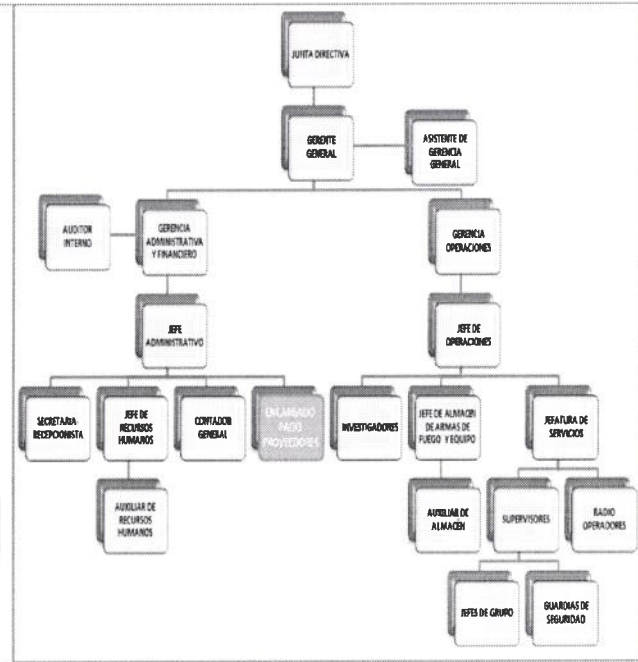 JUNTA DIRECTIVA
GERENTE
GENERAL
ASISTENTE DE
GERENCIA
GENERAL
AUDITOR
INTERNO
GERENCIA
ADMINISTRATIVA
Y FINANCIERO
GERENCIA
OPERACIONES
JEFE
ADMINISTRATIVO
JEFE DE
OPERACIONES
SECRETARIA-
RECEPCIONISTA
JEFE DE
RECURSOS
HUMANOS
CONTADOR
GENERAL
ENCARGADO
PAGO
PROVEEDORES
INVESTIGADORES
JEFE DE ALMACEN
DE ARMAS DE
FUEGO Y EQUIPO
JEFATURA DE
SERVICIOS
AUXILIAR DE
RECURSOS
HUMANOS
AUXILIAR DE
ALMACEN
SUPERVISORES
RADIO
OPERADORES
JEFES DE GRUPO
GUARDIAS DE
SEGURIDAD